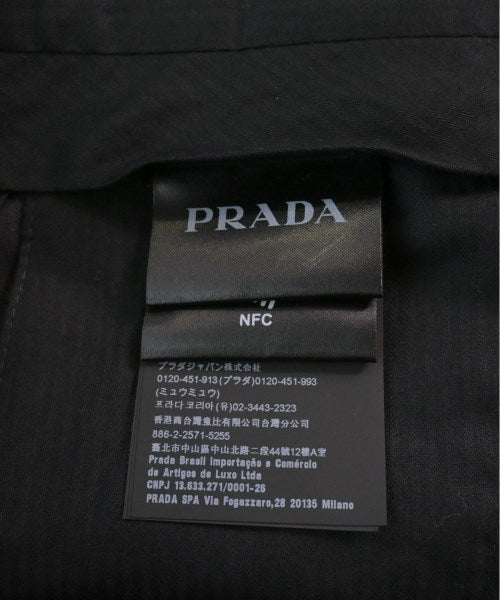 PRADA
NFC
プラダジャパン株式会社
0120-451-913(プラダ)0120-451-993
(ミュウミュウ)
프라다코리아(유)02-3443-2323
香港商台灣魚比有限公司台灣分公司
886-2-2571-5255
臺北市中山區中山北路二段44號12樓A室
Prada Brasil Importação e Comércio
de Artigos de Luxo Ltda
CNPJ 13.633.271/0001-26
PRADA SPA Via Fogazzaro,28 20135 Milano